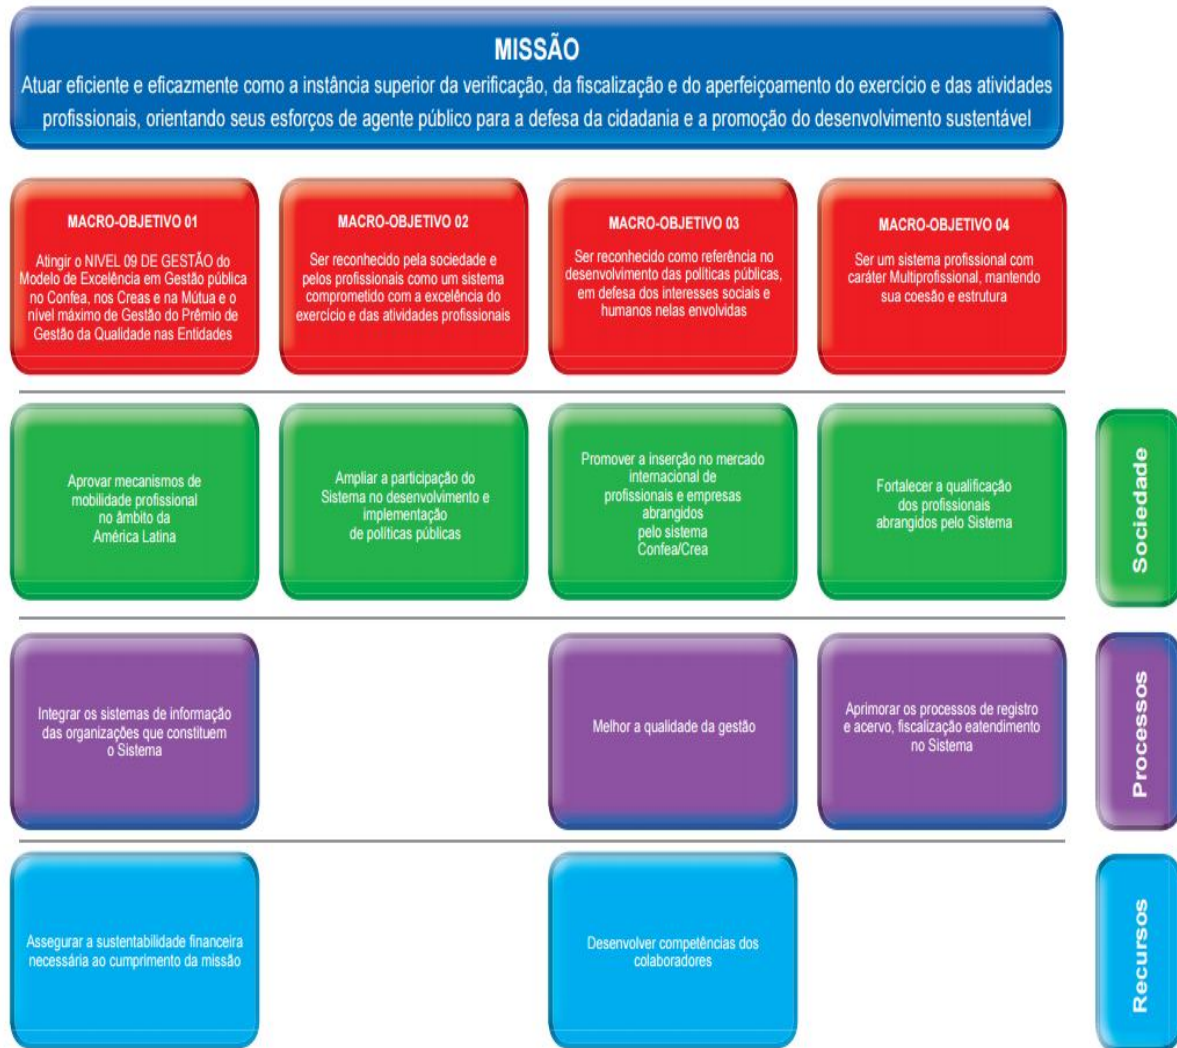 MISSÃO
Atuar eficiente e eficazmente como a instância superior da verificação, da fiscalização e do aperfeiçoamento do exercício e das atividades
profissionais, orientando seus esforços de agente público para a defesa da cidadania e a promoção do desenvolvimento sustentável
MACRO-OBJETIVO 01
Atingir o NIVEL 09 DE GESTÃO do
Modelo de Excelência em Gestão pública
no Confea, nos Creas e na Mútua e o
nível máximo de Gestão do Prêmio de
Gestão da Qualidade nas Entidades
MACRO-OBJETIVO 02
Ser reconhecido pela sociedade e
pelos profissionais como um sistema
comprometido com a excelência do
exercício e das atividades profissionais
MACRO-OBJETIVO 03
Ser reconhecido como referência no
desenvolvimento das políticas públicas,
em defesa dos interesses sociais e
humanos nelas envolvidas
MACRO-OBJETIVO 04
Ser um sistema profissional com
caráter Multiprofissional, mantendo
sua coesão e estrutura
Aprovar mecanismos de
mobilidade profissional
no âmbito da
América Latina
Ampliar a participação do
Sistema no desenvolvimento e
implementação
de políticas públicas
Promover a inserção no mercado
internacional de
profissionais e empresas
abrangidos
pelo sistema
Confea/Crea
Fortalecer a qualificação
dos profissionais
abrangidos pelo Sistema
Sociedade
Integrar os sistemas de informação
das organizações que constituem
o Sistema
Melhor a qualidade da gestão
Aprimorar os processos de registro
e acervo, fiscalização eatendimento
no Sistema
Processos
Assegurar a sustentabilidade financeira
necessária ao cumprimento da missão
Desenvolver competências dos
colaboradores
Recursos